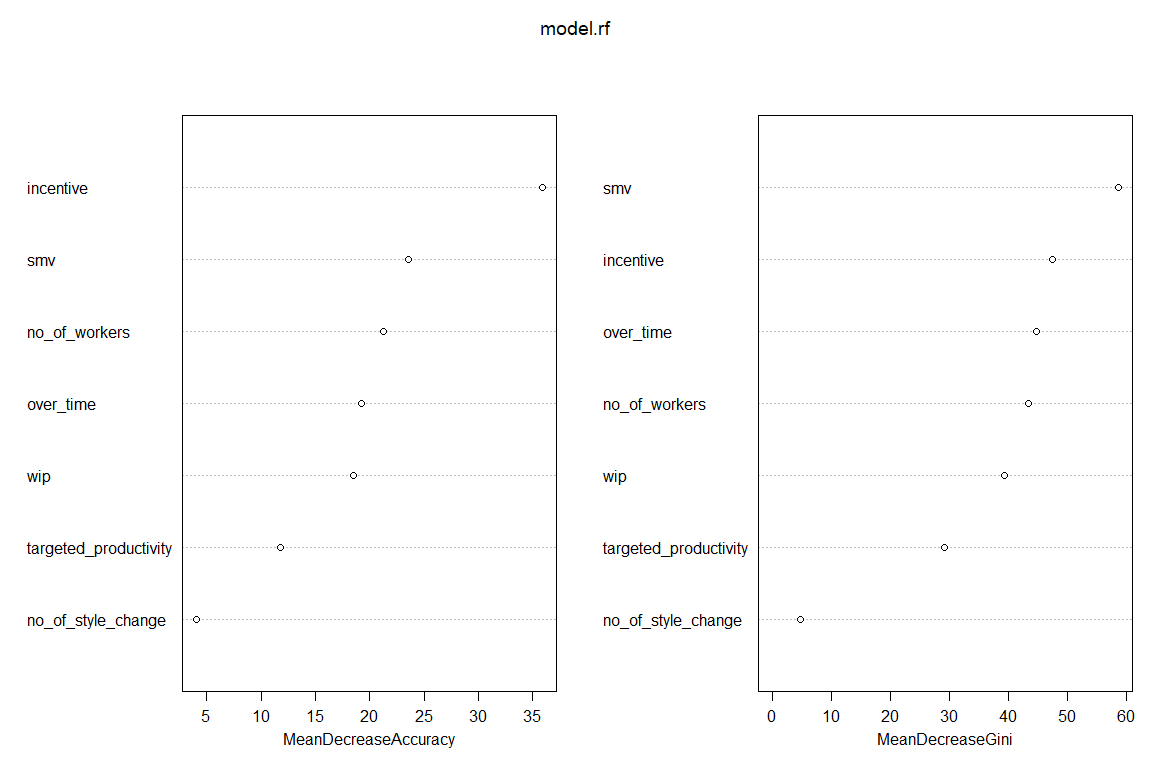 model.rf
incentive
smv
no_of_workers
over_time
wip
targeted_productivity
no_of_style_change
5 10 15 20 25 30 35
MeanDecreaseAccuracy
smv
incentive
over_time
no_of_workers
wip
targeted_productivity
no_of_style_change
0 10 20 30 40 50 60
MeanDecreaseGini